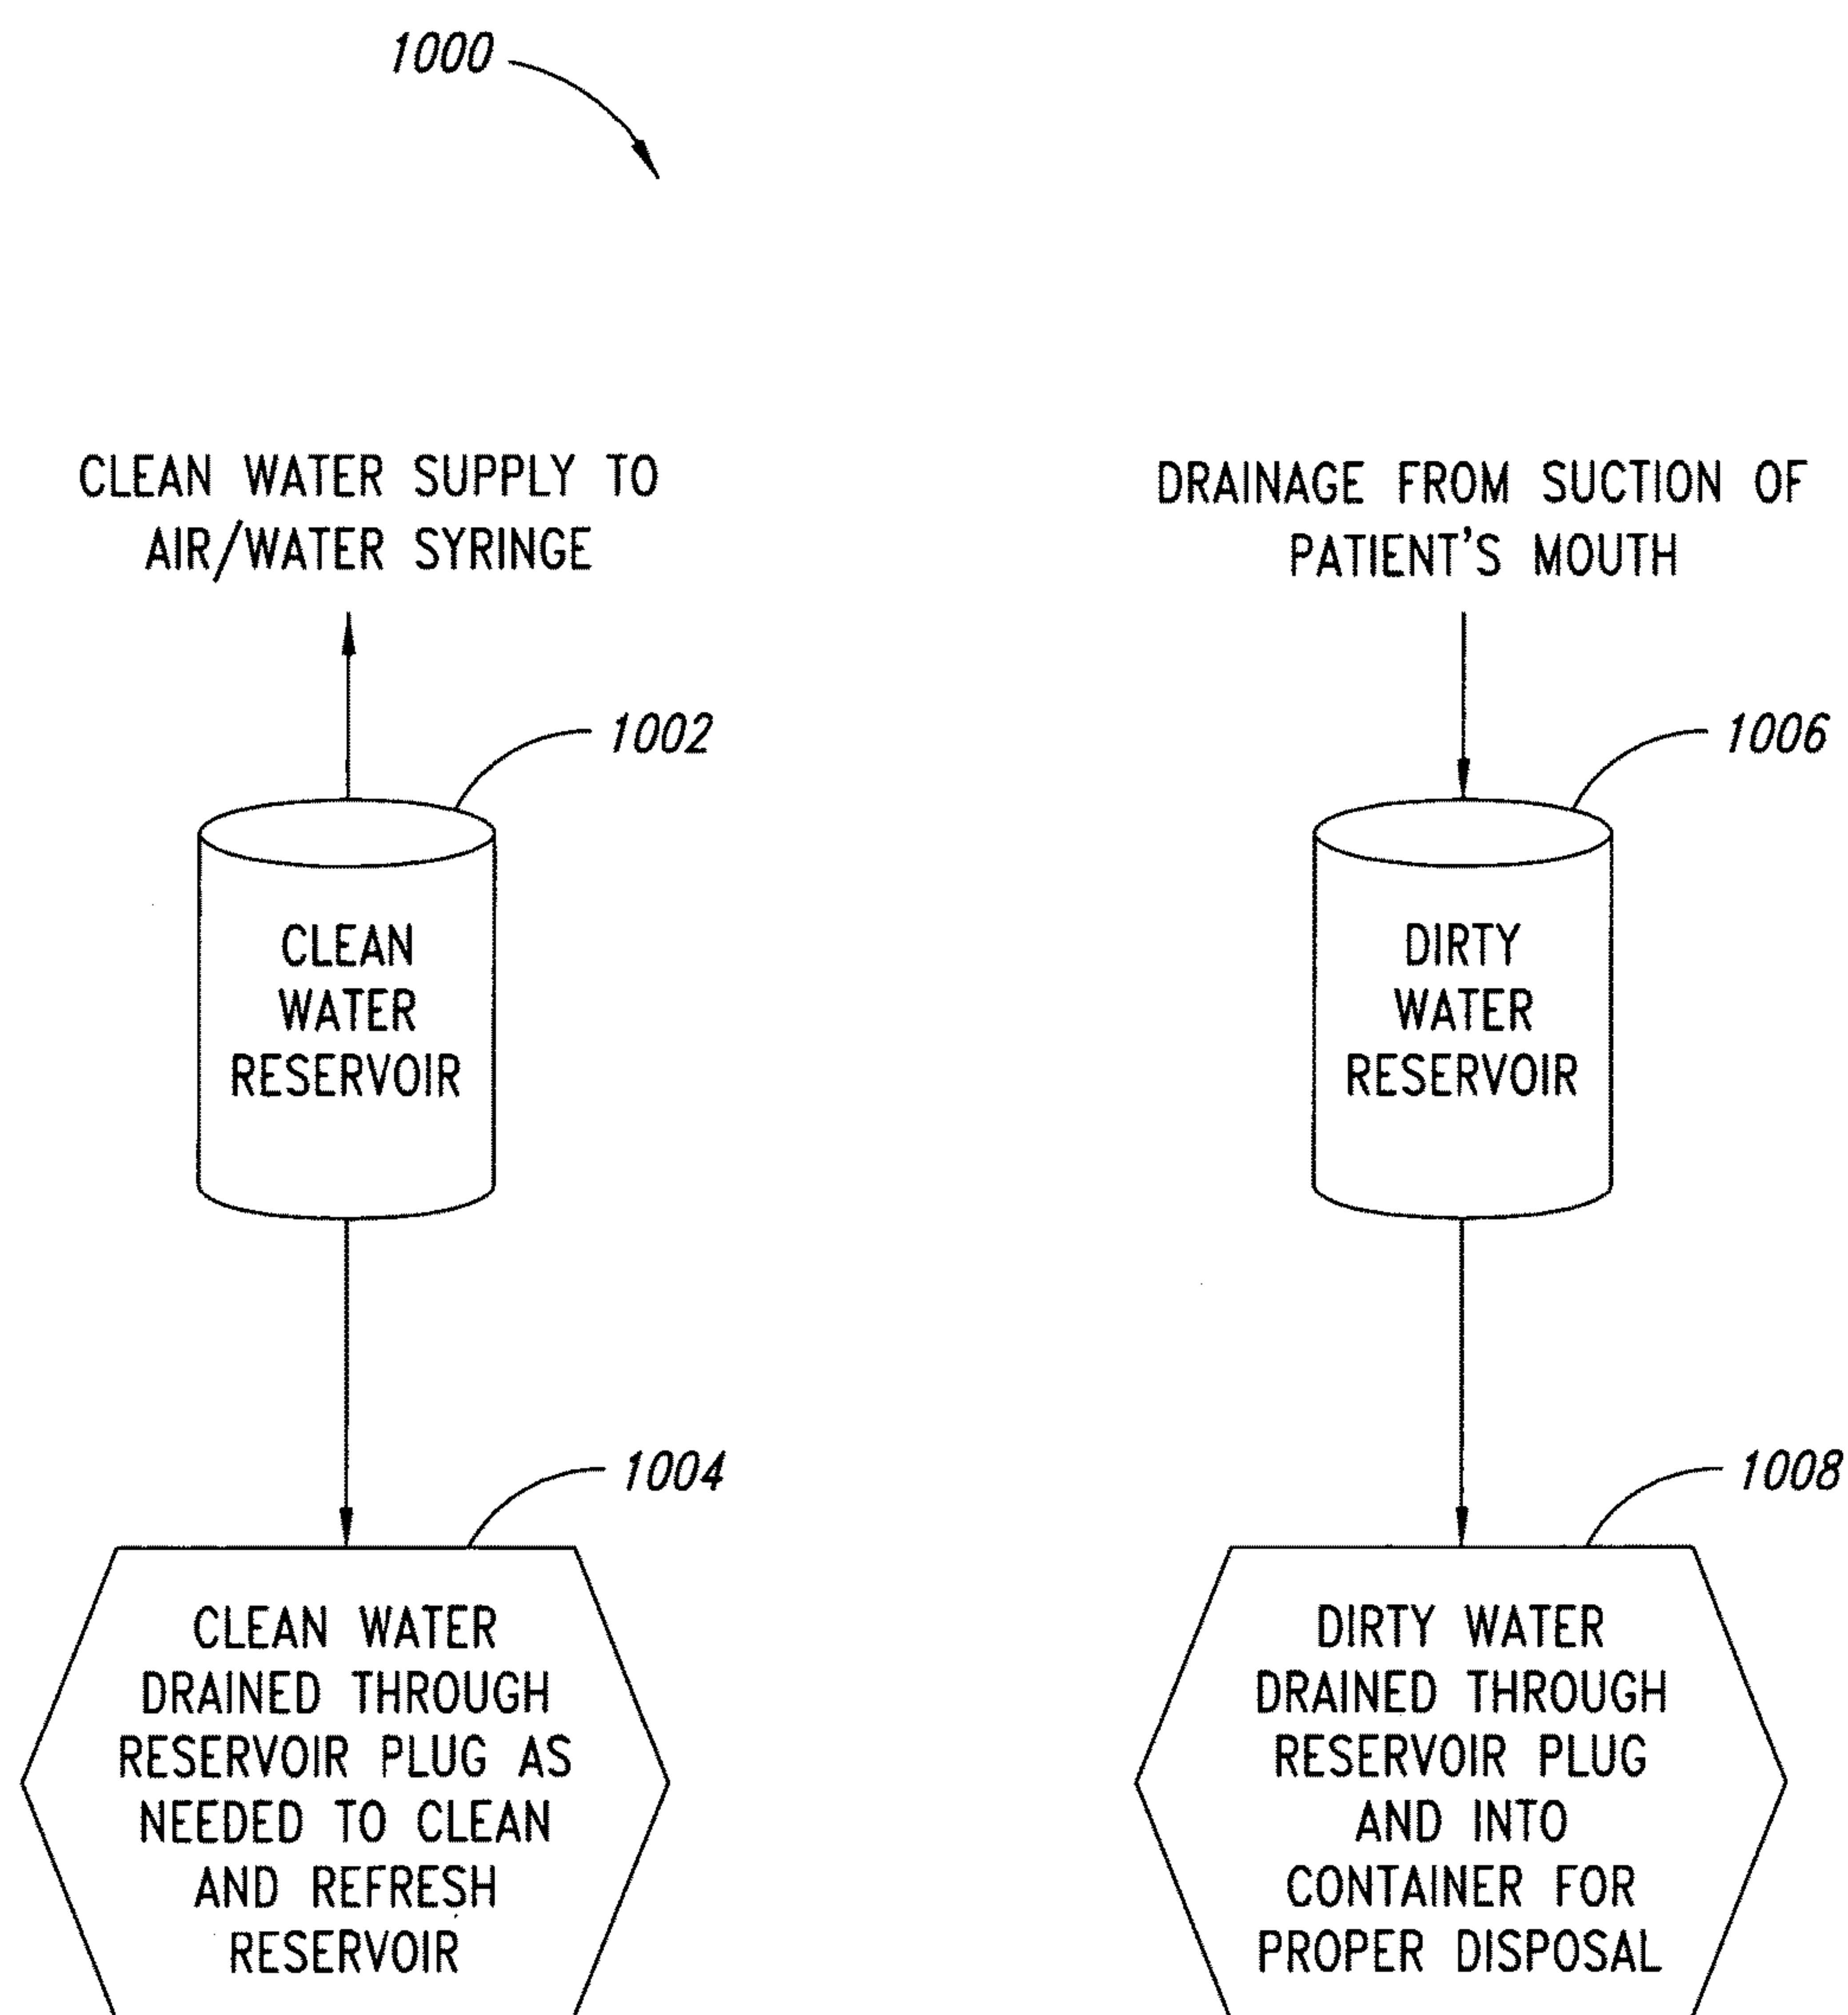 1000
CLEAN WATER SUPPLY TO
AIR/WATER SYRINGE
1002
CLEAN
WATER
RESERVOIR
1004
CLEAN WATER
DRAINED THROUGH
RESERVOIR PLUG AS
NEEDED TO CLEAN
AND REFRESH
RESERVOIR
DRAINAGE FROM SUCTION OF
PATIENT'S MOUTH
1006
DIRTY
WATER
RESERVOIR
1008
DIRTY WATER
DRAINED THROUGH
RESERVOIR PLUG
AND INTO
CONTAINER FOR
PROPER DISPOSAL